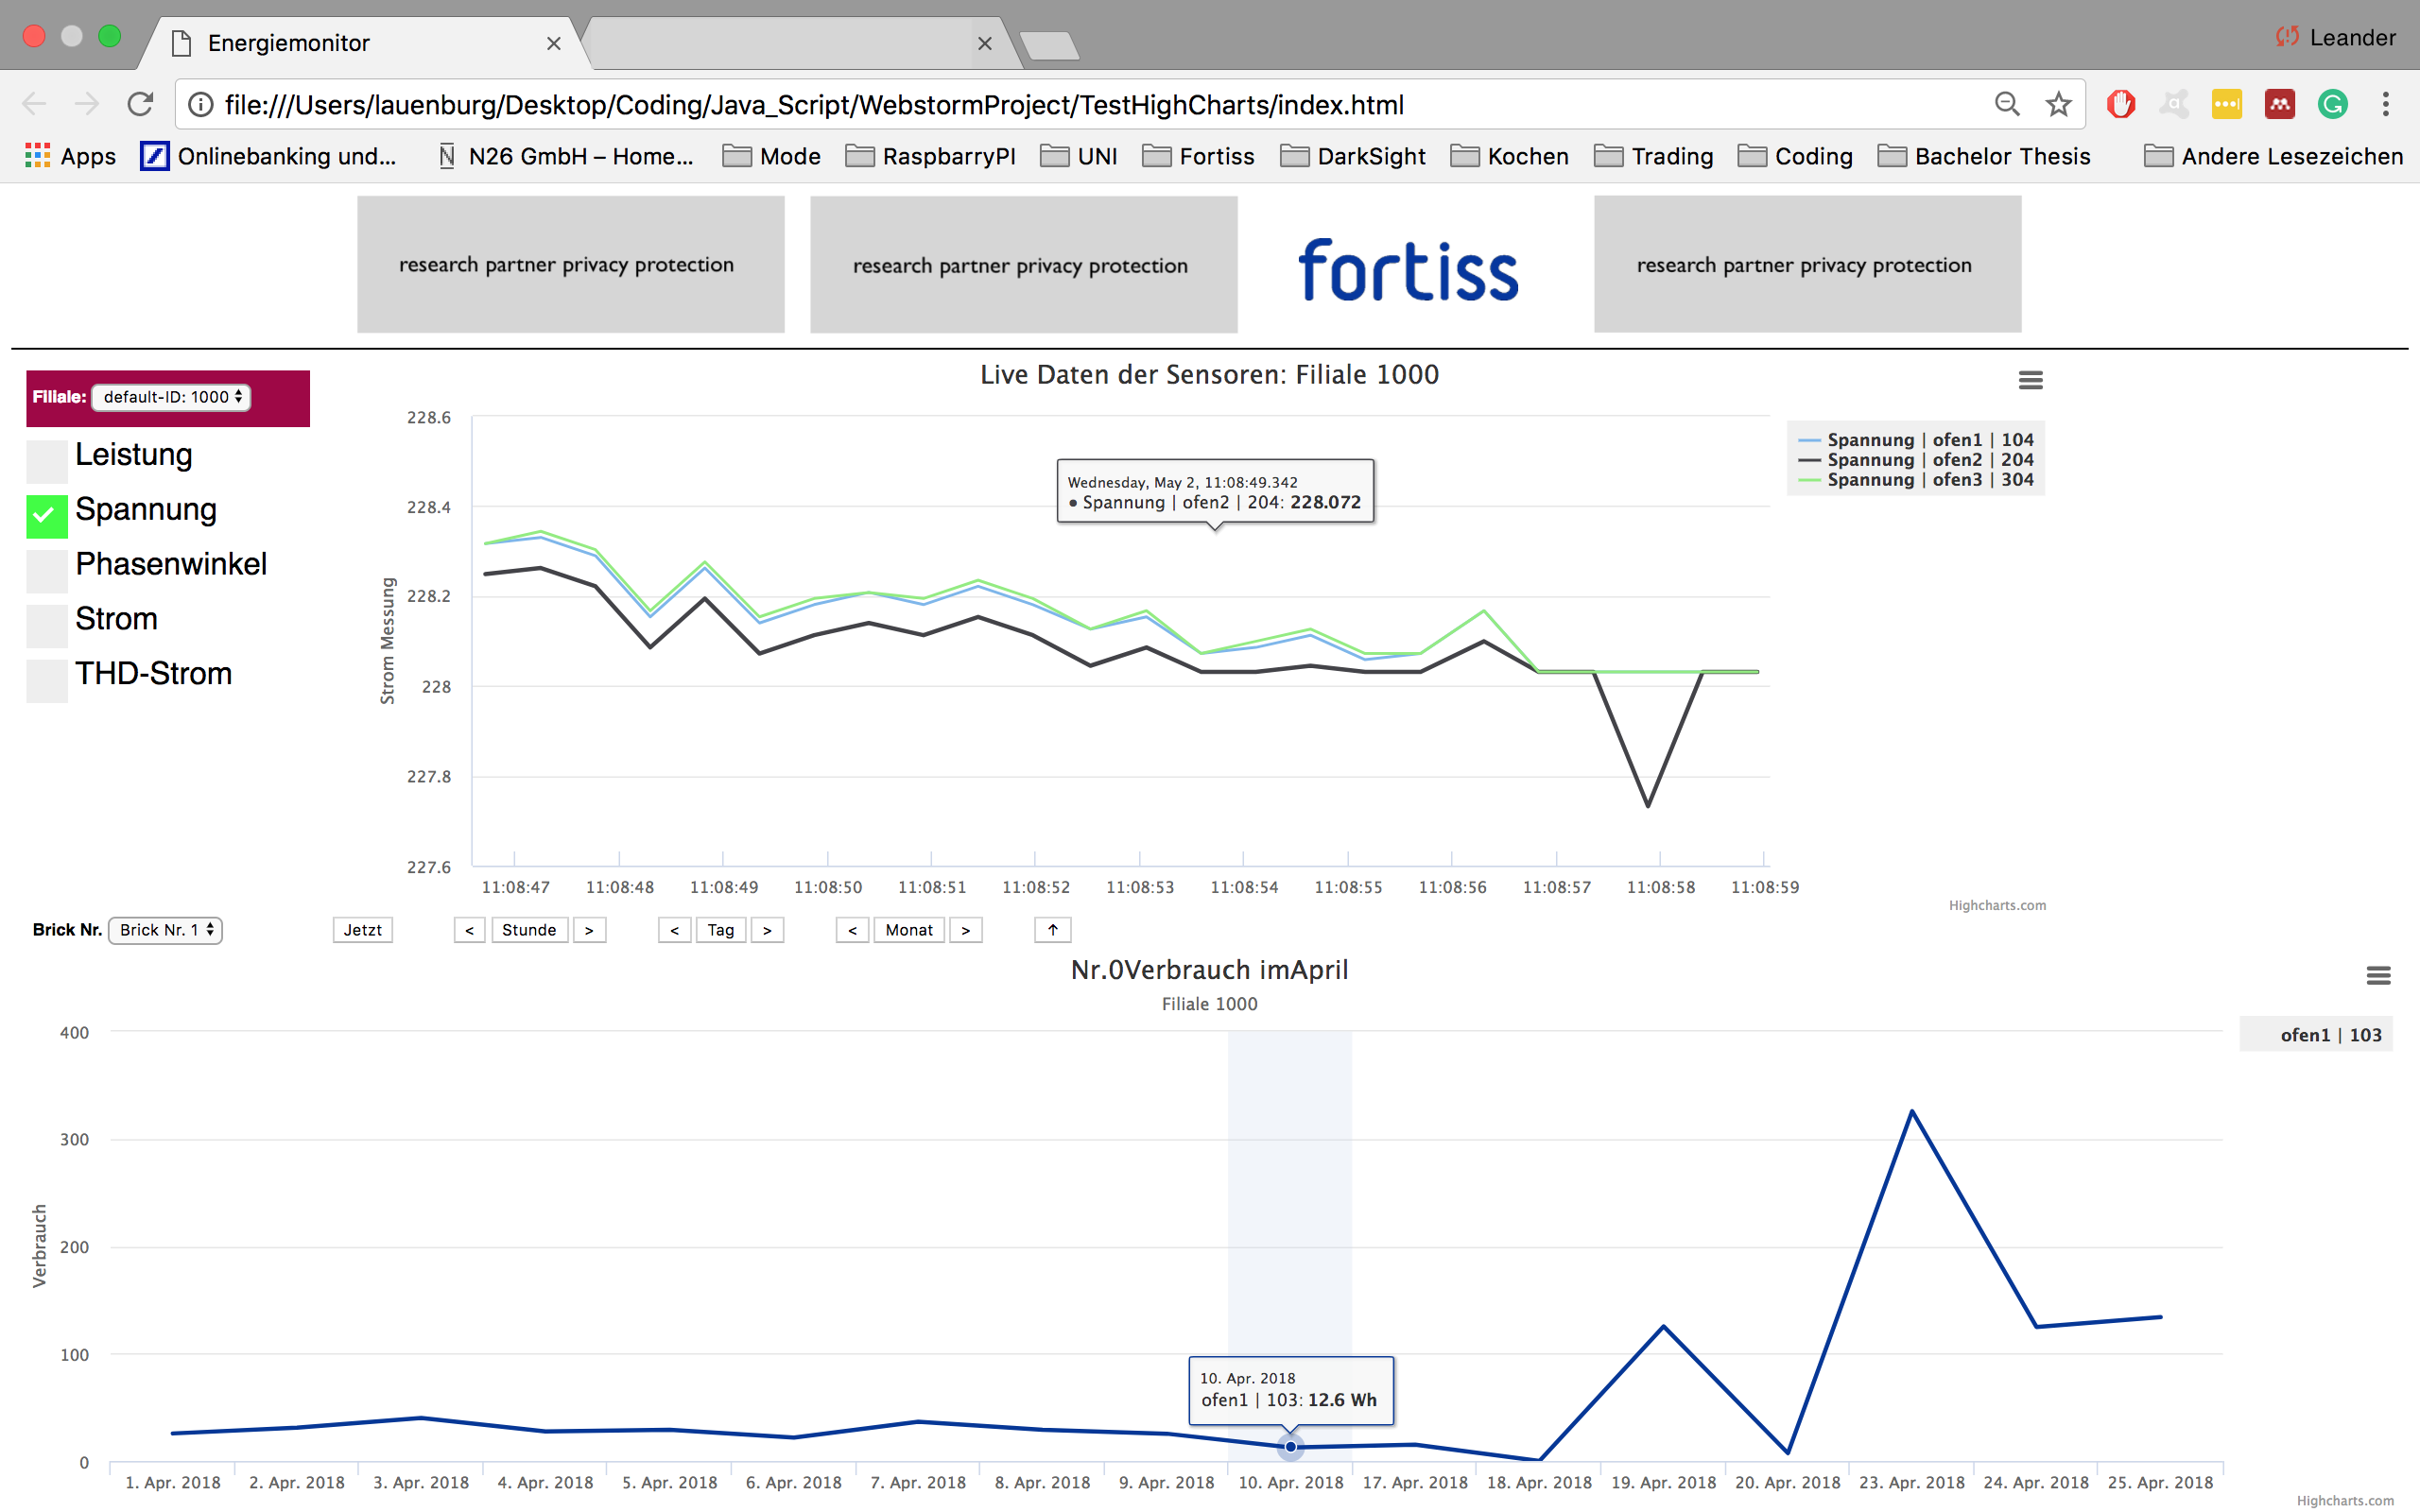 Energiemonitor
Leander
file:///Users/lauenburg/Desktop/Coding/Java_Script/WebstormProject/TestHighCharts/index.html
Apps Onlinebanking und... N26 GmbH – Home... Mode RaspbarryPI UNI Fortiss DarkSight Kochen Trading Coding Bachelor Thesis Andere Lesezeichen
research partner privacy protection research partner privacy protection fortiss research partner privacy protection
Filiale: default-ID: 1000
Leistung
Spannung
Phasenwinkel
Strom
THD-Strom
Live Daten der Sensoren: Filiale 1000
Strom Messung
228.6
228.4
228.2
228
227.8
227.6
Wednesday, May 2, 11:08:49.342
● Spannung | ofen2 | 204: 228.072
Spannung | ofen1 | 104
Spannung | ofen2 | 204
Spannung | ofen3 | 304
11:08:47 11:08:48 11:08:49 11:08:50 11:08:51 11:08:52 11:08:53 11:08:54 11:08:55 11:08:56 11:08:57 11:08:58 11:08:59
Highcharts.com
Brick Nr. Brick Nr. 1 Jetzt < Stunde > < Tag > < Monat > ↑
Nr.0Verbrauch imApril
Filiale 1000
ofen1 | 103
Verbrauch
400
300
200
100
0
10. Apr. 2018
ofen1 | 103: 12.6 Wh
1. Apr. 2018 2. Apr. 2018 3. Apr. 2018 4. Apr. 2018 5. Apr. 2018 6. Apr. 2018 7. Apr. 2018 8. Apr. 2018 9. Apr. 2018 10. Apr. 2018 17. Apr. 2018 18. Apr. 2018 19. Apr. 2018 20. Apr. 2018 23. Apr. 2018 24. Apr. 2018 25. Apr. 2018
Highcharts.com